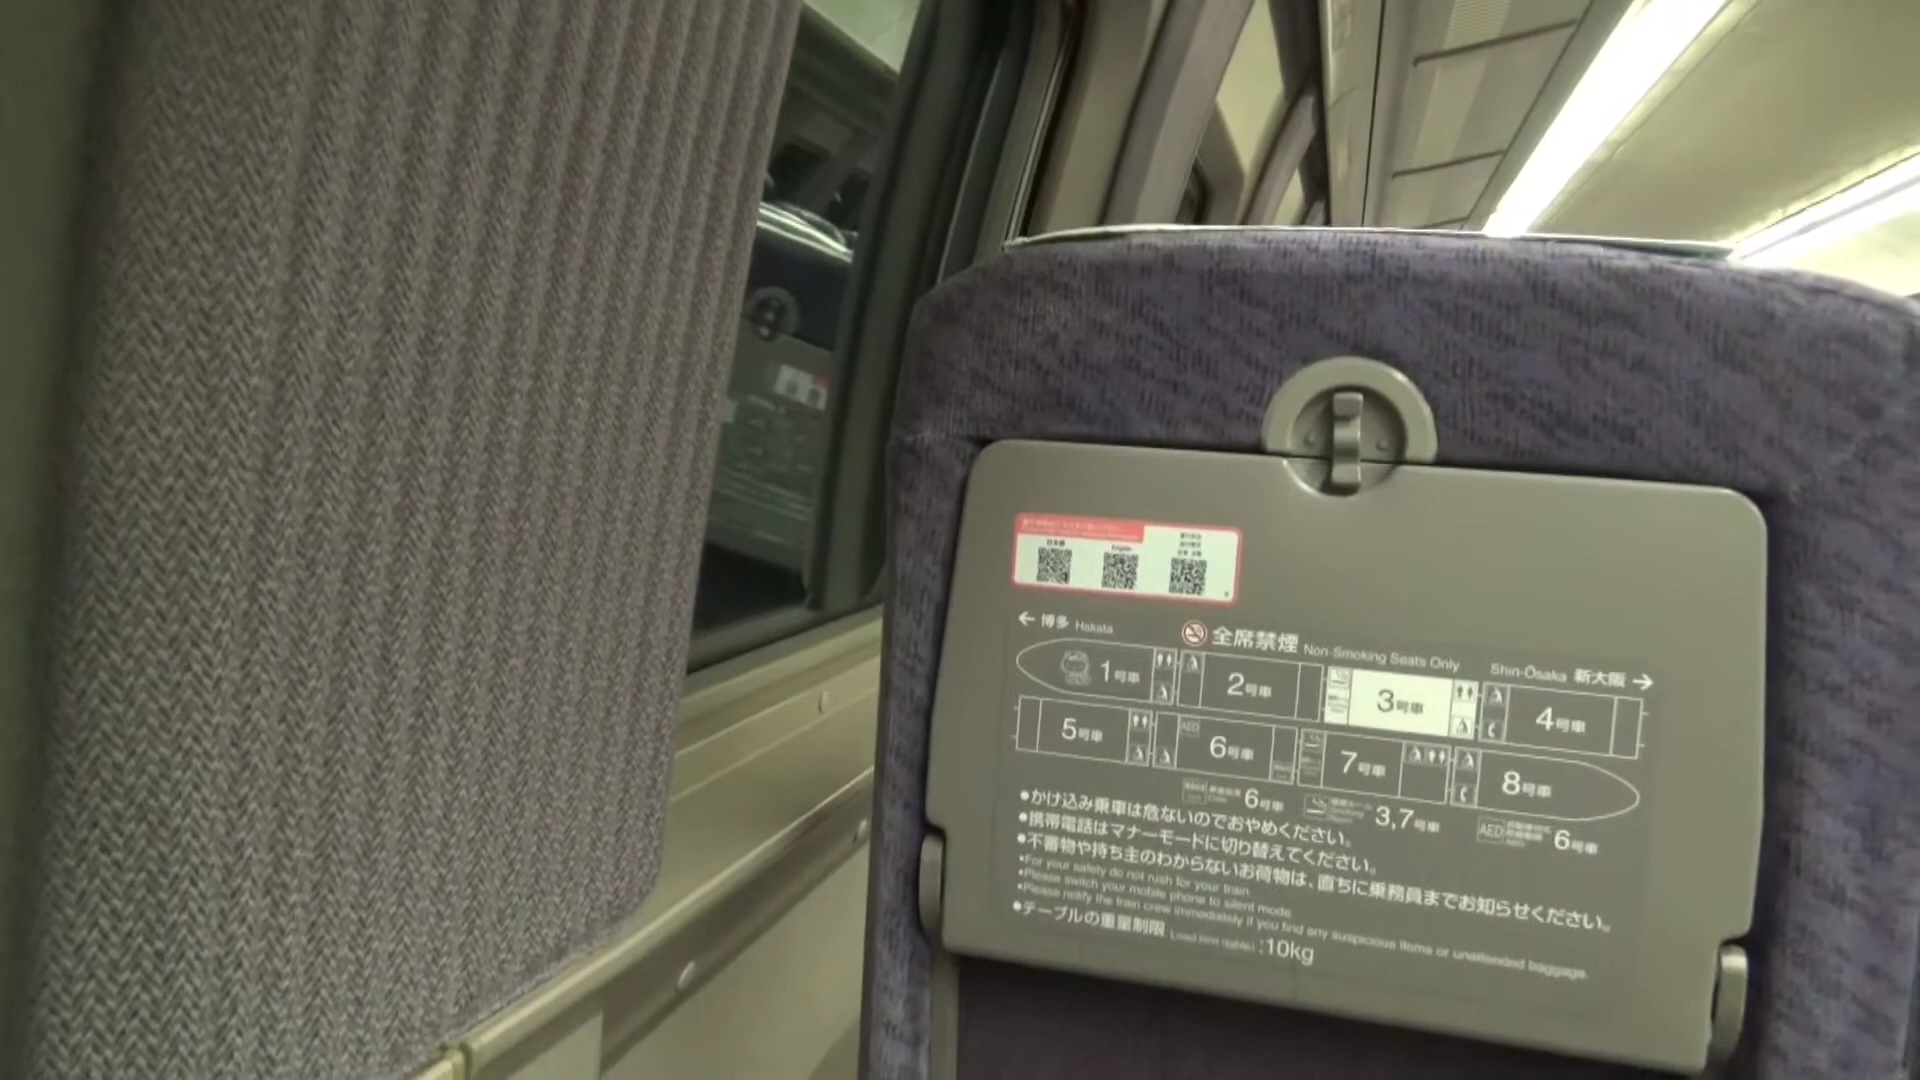 日本語 English
← 博多 Hakata
全席禁煙 Non-Smoking Seats Only
Shin-Ōsaka 新大阪 →
1号車 2号車 3号車 4号車
AED
5号車 6号車 7号車 8号車
6号車 3,7号車 AED 6号車
●かけ込み乗車は危ないのでおやめください。
●携帯電話はマナーモードに切り替えてください。
●不審物や持ち主のわからないお荷物は、直ちに乗務員までお知らせください。
•For your safety do not rush for your train.
•Please switch your mobile phone to silent mode.
•Please notify the train crew immediately if you find any suspicious items or unattended baggage.
●テーブルの重量制限 :10kg